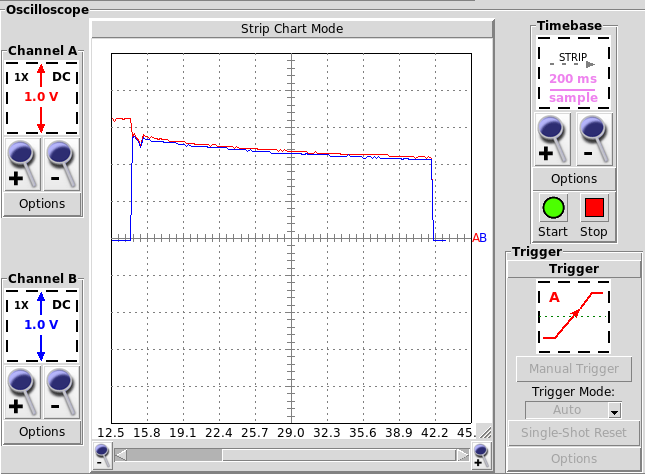 Oscilloscope
Channel A
1X DC
1.0 V
+ -
Options
Channel B
1X DC
1.0 V
+ -
Options
Strip Chart Mode
AB
12.5 15.8 19.1 22.4 25.7 29.0 32.3 35.6 38.9 42.2 45.
- +
Timebase
STRIP
200 ms
sample
+ -
Options
Start Stop
Trigger
Trigger
A
Manual Trigger
Trigger Mode:
Auto
Single-Shot Reset
Options